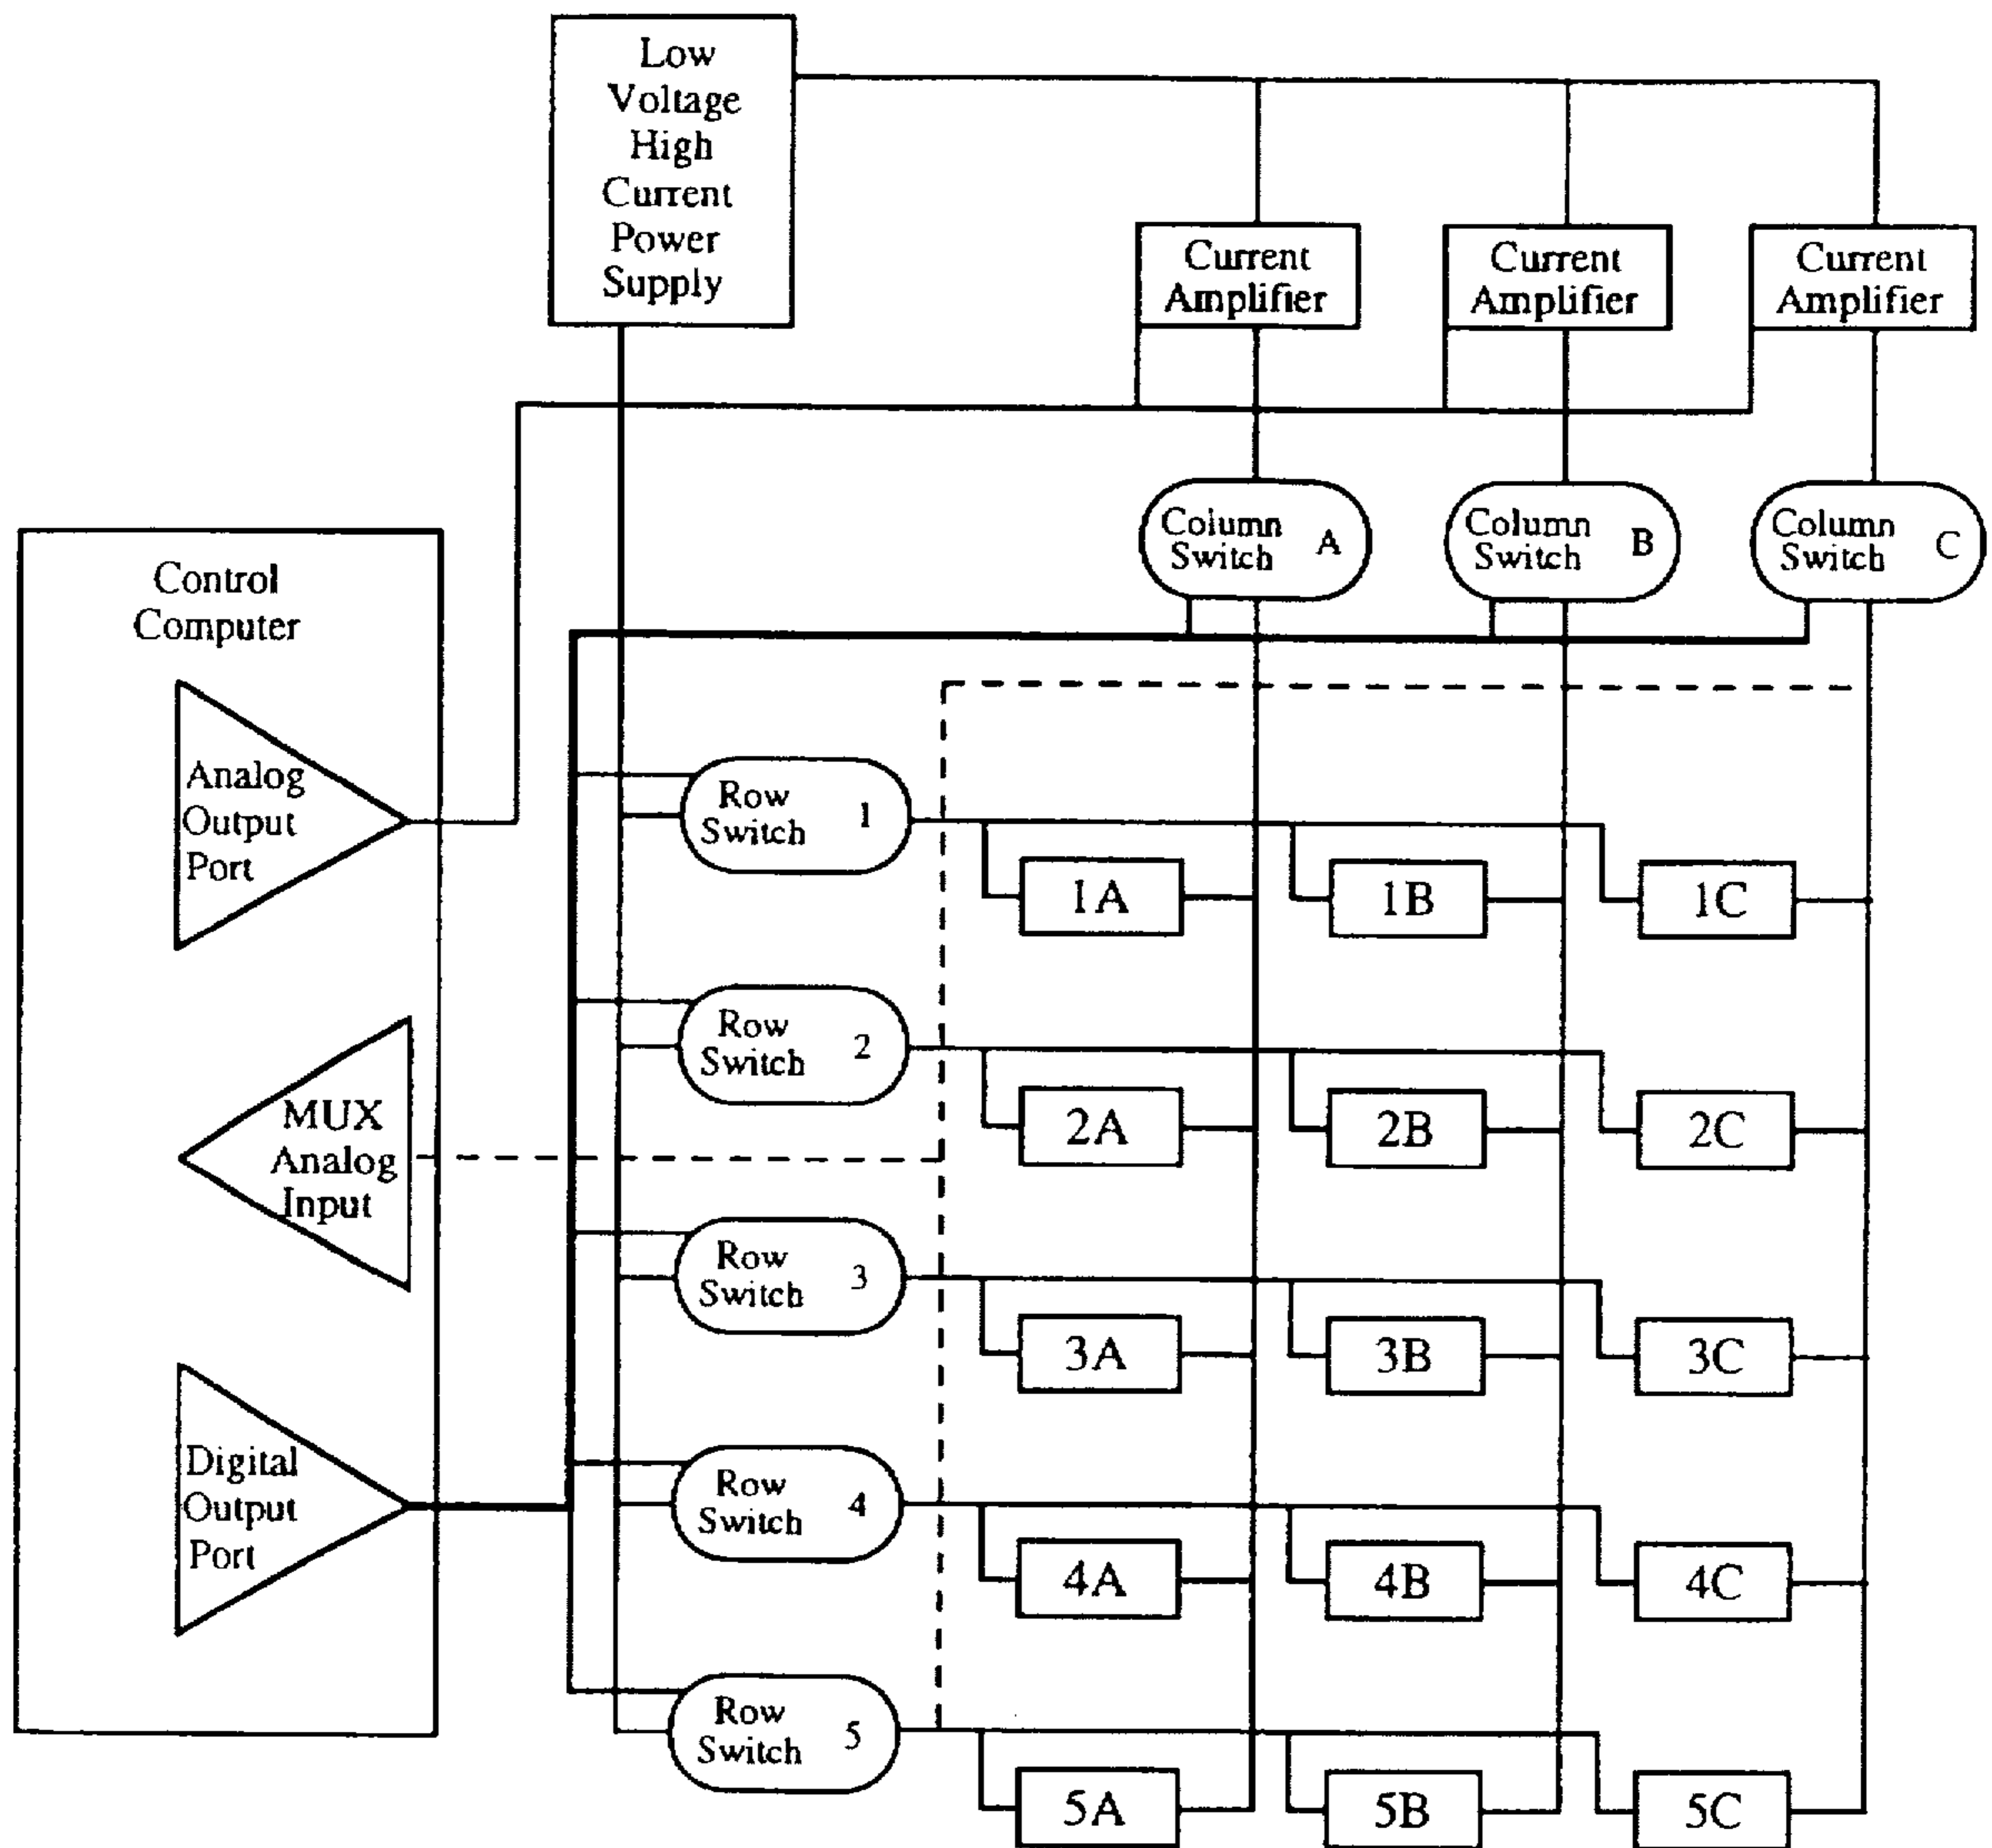 Low
Voltage
High
Current
Power
Supply
Current
Amplifier
Current
Amplifier
Current
Amplifier
Column
Switch A
Column
Switch B
Column
Switch C
Control
Computer
Analog
Output
Port
MUX
Analog
Input
Digital
Output
Port
Row
Switch 1
1A 1B 1C
Row
Switch 2
2A 2B 2C
Row
Switch 3
3A 3B 3C
Row
Switch 4
4A 4B 4C
Row
Switch 5
5A 5B 5C